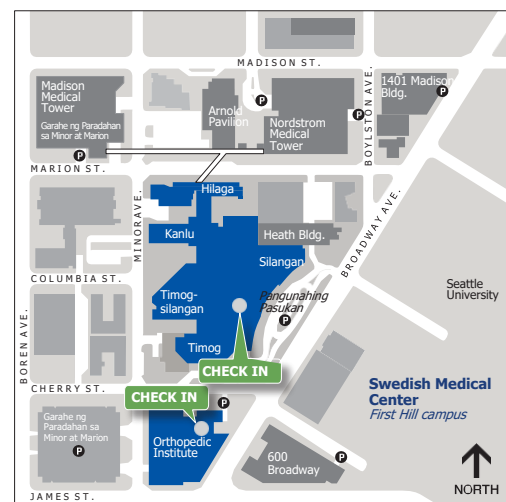 MADISON ST.
Madison
Medical
Tower
Garahe ng Paradahan
sa Minor at Marion
P
Arnold
Pavilion
P
Nordstrom
Medical
Tower
P
BOYLSTON AVE.
1401 Madison
Bldg.
P
MARION ST.
MINOR AVE.
Hilaga
Kanlu
Heath Bldg.
Silangan
BROADWAY AVE.
COLUMBIA ST.
Timog-
silangan
Pangunahing
Pasukan
P
Seattle
University
BOREN AVE.
Timog
CHECK IN
CHERRY ST.
CHECK IN
P
Swedish Medical
Center
First Hill campus
Garahe ng
Paradahan sa
Minor at Marion
P
Orthopedic
Institute
600
Broadway
P
NORTH
JAMES ST.